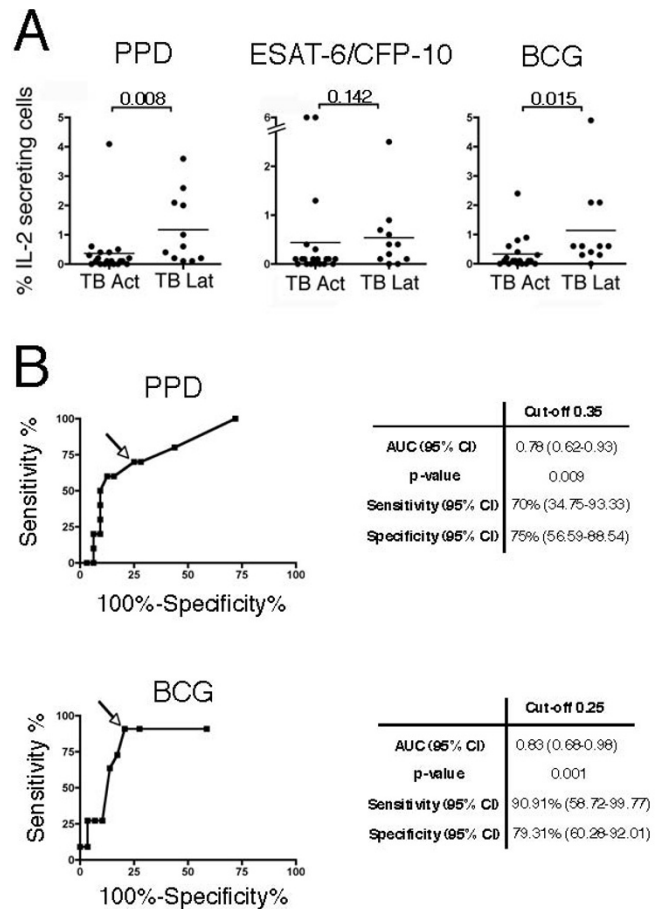 A
PPD ESAT-6/CFP-10 BCG
0.008 0.142 0.015
% IL-2 secreting cells
5
4
3
2
1
0
TB Act TB Lat
6
2
1
0
TB Act TB Lat
5
4
3
2
1
0
TB Act TB Lat
B
PPD
Sensitivity %
100
75
50
25
0
0 25 50 75 100
100%-Specificity%
Cut-off 0.35
AUC (95% CI) 0.78 (0.62-0.93)
p-value 0.009
Sensitivity (95% CI) 70% (34.75-93.33)
Specificity (95% CI) 75% (56.59-88.54)
BCG
Sensitivity %
100
75
50
25
0
0 25 50 75 100
100%-Specificity%
Cut-off 0.25
AUC (95% CI) 0.83 (0.68-0.98)
p-value 0.001
Sensitivity (95% CI) 90.91% (58.72-99.77)
Specificity (95% CI) 79.31% (60.28-92.01)